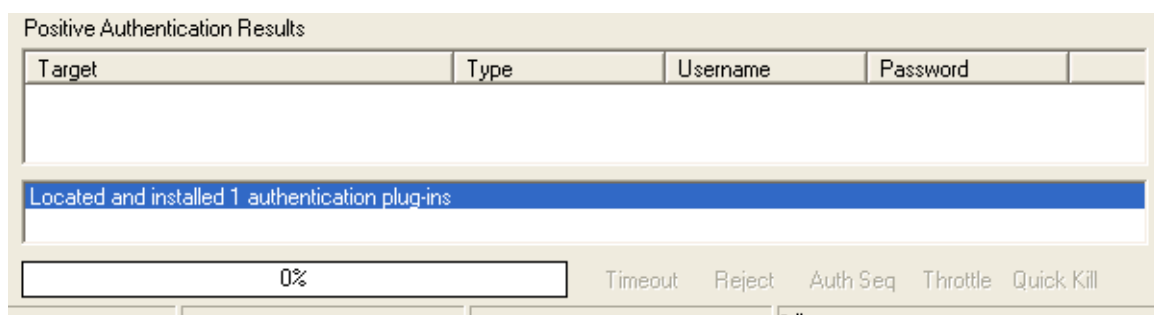 Positive Authentication Results
Target Type Username Password
Located and installed 1 authentication plug-ins
0% Timeout Reject Auth Seq Throttle Quick Kill